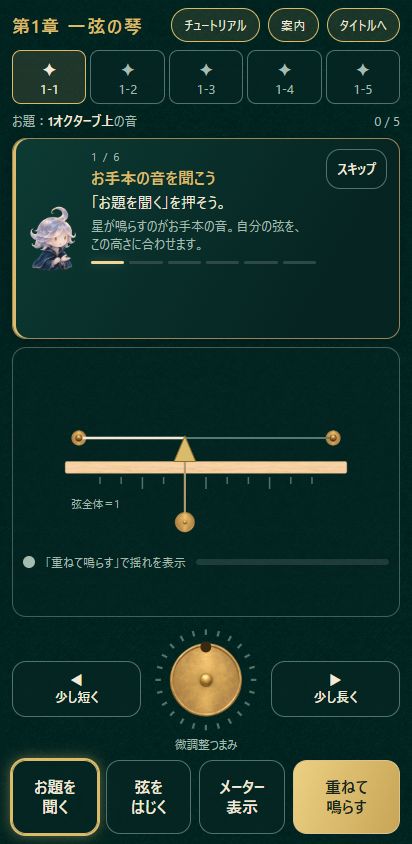 第1章 一弦の琴
チュートリアル
案内
タイトルへ
1-1
1-2
1-3
1-4
1-5
お題：1オクターブ上の音
0 / 5
1 / 6
スキップ
お手本の音を聞こう
「お題を聞く」を押そう。
星が鳴らすのがお手本の音。自分の弦を、
この高さに合わせます。
弦全体＝1
「重ねて鳴らす」で揺れを表示
少し短く
少し長く
微調整つまみ
お題を
聞く
弦を
はじく
メーター
表示
重ねて
鳴らす